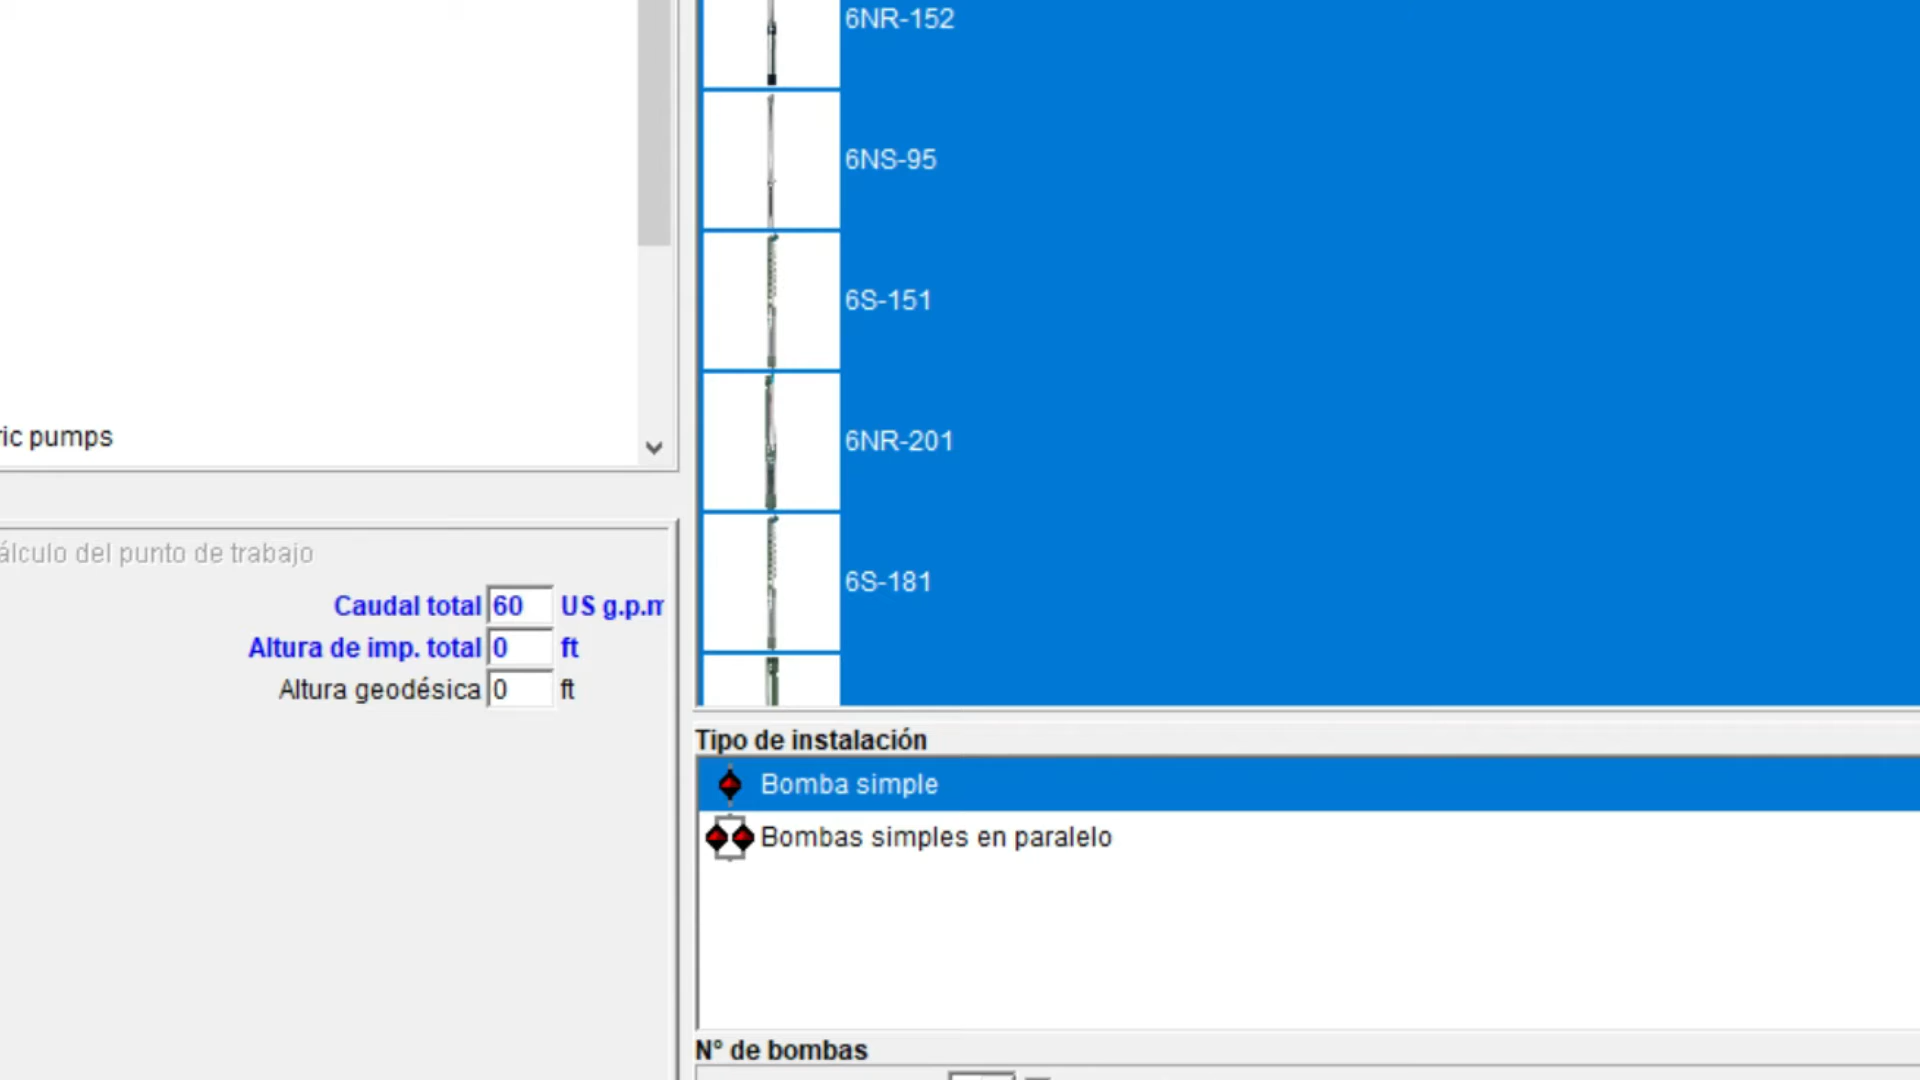 6NR-152
6NS-95
6S-151
6NR-201
ric pumps
álculo del punto de trabajo
6S-181
Caudal total 60 US g.p.m
Altura de imp. total 0 ft
Altura geodésica 0 ft
Tipo de instalación
Bomba simple
Bombas simples en paralelo
N° de bombas